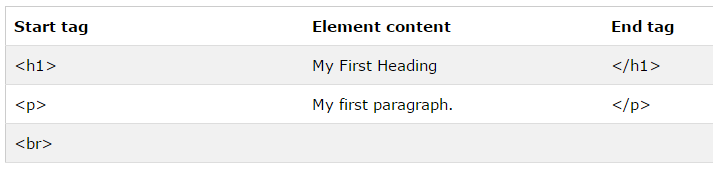 Start tag Element content End tag
<h1> My First Heading </h1>
<p> My first paragraph. </p>
<br>